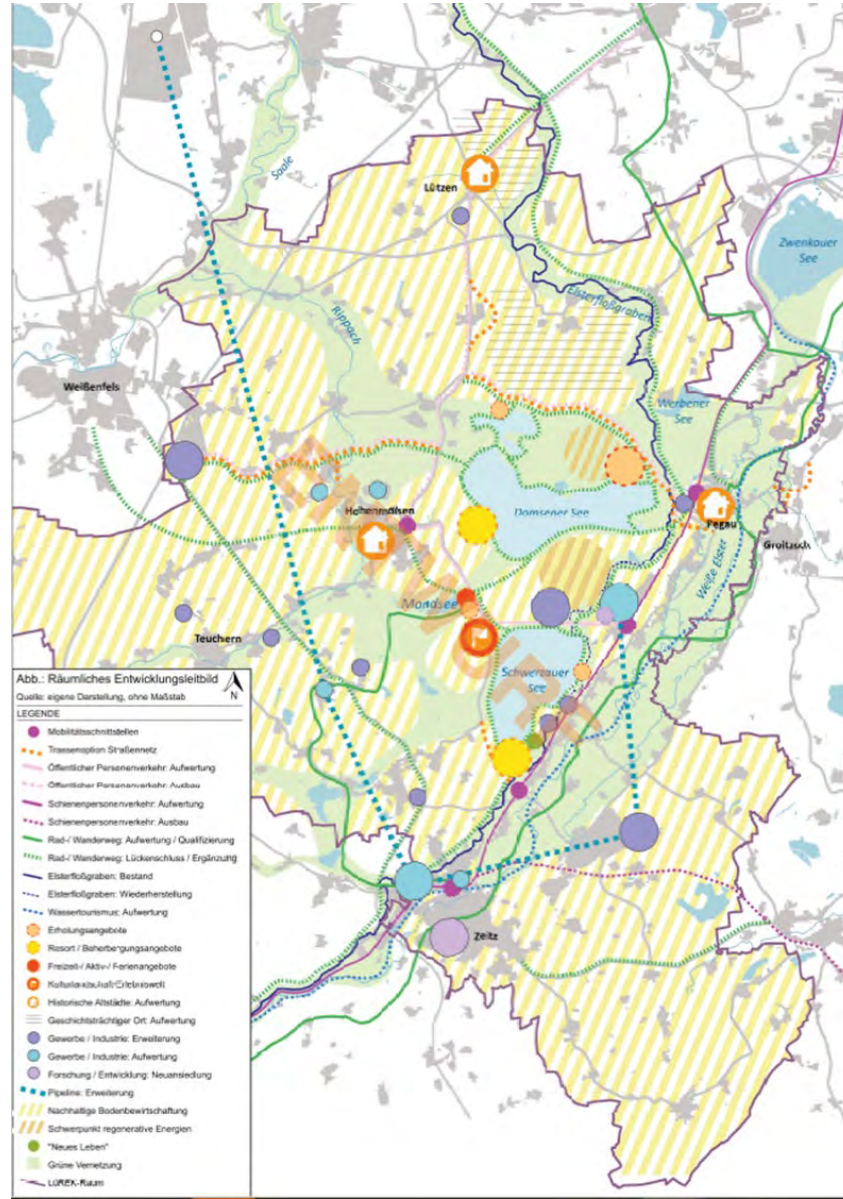 Saale
Lützen
Zwenkauer
See
Elsterfloßgraben
Rippach
Weißenfels
Werbener
See
Hohenmölsen
Domsener See
Pegau
Groitzsch
Weiße Elster
Mondsee
ENTWURF
Teuchern
Schwerzauer
See
Zeitz
Abb.: Räumliches Entwicklungsleitbild
N
Quelle: eigene Darstellung, ohne Maßstab
LEGENDE
Mobilitätsschnittstellen
Trassenoption Straßennetz
Öffentlicher Personenverkehr: Aufwertung
Öffentlicher Personenverkehr: Ausbau
Schienenpersonenverkehr: Aufwertung
Schienenpersonenverkehr: Ausbau
Rad-/ Wanderweg: Aufwertung / Qualifizierung
Rad-/ Wanderweg: Lückenschluss / Ergänzung
Elsterfloßgraben: Bestand
Elsterfloßgraben: Wiederherstellung
Wassertourismus: Aufwertung
Erholungsangebote
Resort / Beherbergungsangebote
Freizeit-/ Aktiv-/ Ferienangebote
Kulturlandschaft/Erlebniswelt
Historische Altstädte: Aufwertung
Geschichtsträchtiger Ort: Aufwertung
Gewerbe / Industrie: Erweiterung
Gewerbe / Industrie: Aufwertung
Forschung / Entwicklung: Neuansiedlung
Pipeline: Erweiterung
Nachhaltige Bodenbewirtschaftung
Schwerpunkt regenerative Energien
"Neues Leben"
Grüne Vernetzung
LüREK-Raum